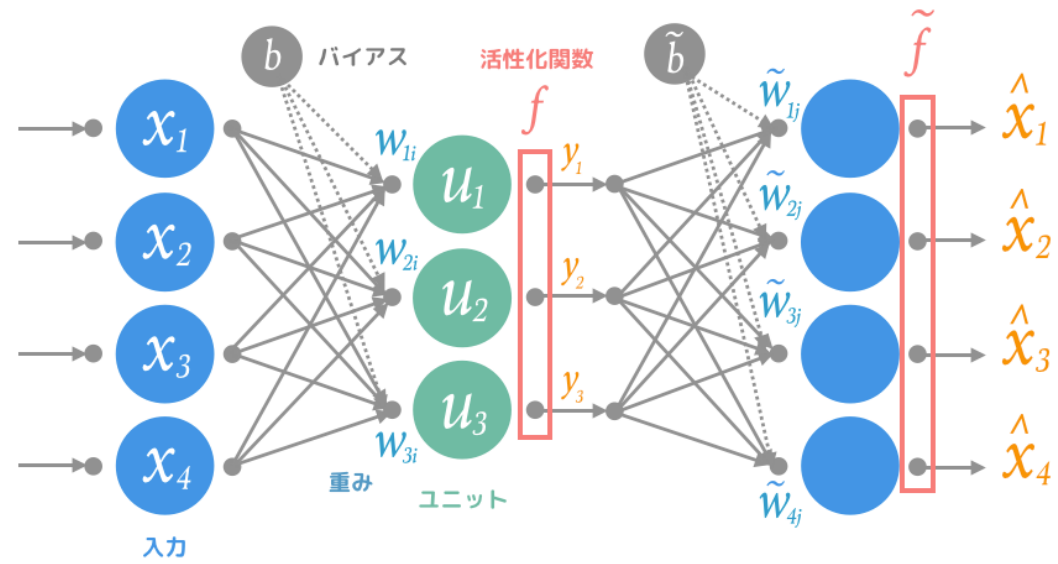 b
バイアス
活性化関数
f
b̃
f̃
x₁
x₂
x₃
x₄
入力
w₁ᵢ
w₂ᵢ
w₃ᵢ
重み
u₁
u₂
u₃
ユニット
y₁
y₂
y₃
w̃₁ⱼ
w̃₂ⱼ
w̃₃ⱼ
w̃₄ⱼ
x̂₁
x̂₂
x̂₃
x̂₄